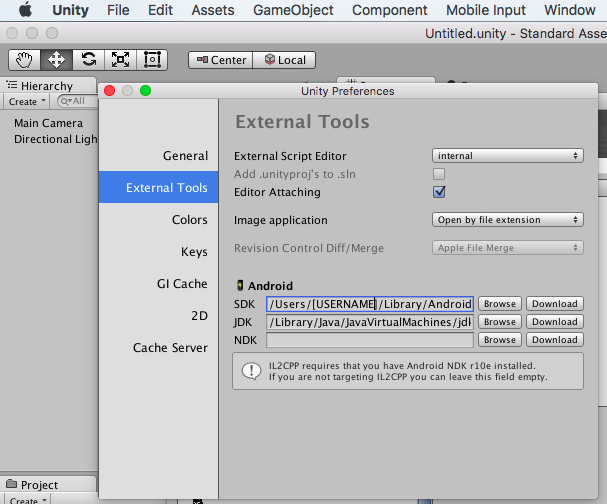 Unity File Edit Assets GameObject Component Mobile Input Window
Untitled.unity - Standard Asse
Center Local
Hierarchy
Create All
Unity Preferences
Main Camera
Directional Ligh
General
External Tools
Colors
Keys
GI Cache
2D
Cache Server
External Tools
External Script Editor internal
Add .unityproj's to .sln
Editor Attaching
Image application Open by file extension
Revision Control Diff/Merge Apple File Merge
Android
SDK /Users/[USERNAME/Library/Android Browse Download
JDK /Library/Java/JavaVirtualMachines/jdk Browse Download
NDK Browse Download
IL2CPP requires that you have Android NDK r10e installed.
If you are not targeting IL2CPP you can leave this field empty.
Project
Create